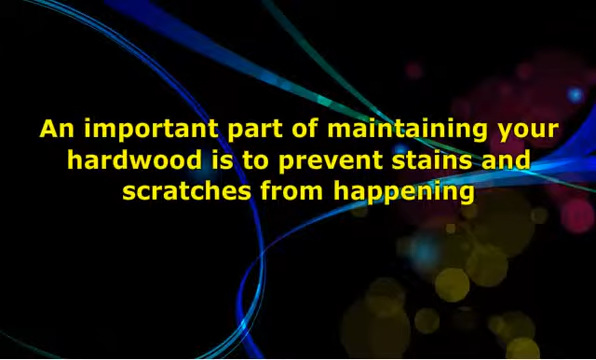 An important part of maintaining your
hardwood is to prevent stains and
scratches from happening